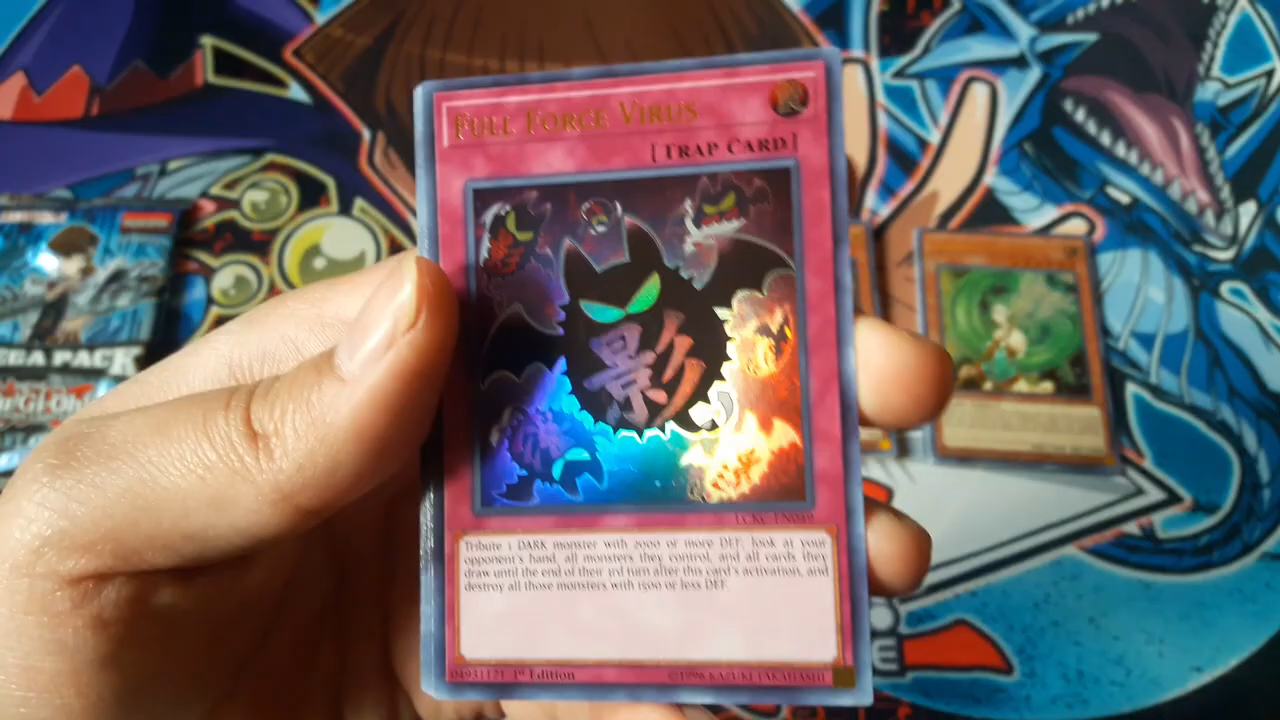 FULL FORCE VIRUS
[TRAP CARD]
影
LCKC-EN049
Tribute 1 DARK monster with 2000 or more DEF; look at your
opponent's hand, all monsters they control, and all cards they
draw until the end of their 3rd turn after this card's activation, and
destroy all those monsters with 1500 or less DEF.
04931121 1st Edition
©1996 KAZUKI TAKAHASHI
MEGA PACK